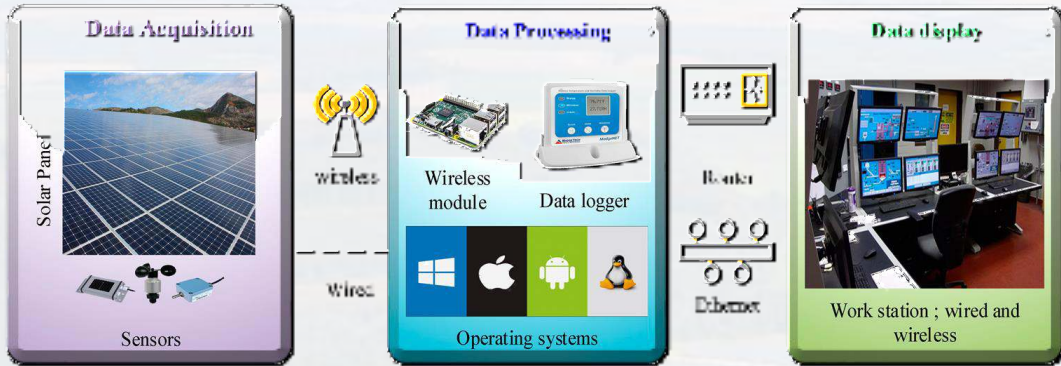 Data Acquisition
Solar Panel
Sensors
wireless
Wired
Data Processing
Wireless
module
Data logger
Operating systems
Router
Ethernet
Data display
Work station ; wired and
wireless